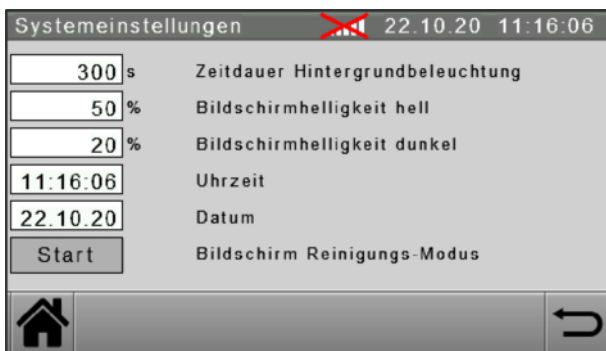 Systemeinstellungen 22.10.20 11:16:06
300 s Zeitdauer Hintergrundbeleuchtung
50 % Bildschirmhelligkeit hell
20 % Bildschirmhelligkeit dunkel
11:16:06 Uhrzeit
22.10.20 Datum
Start Bildschirm Reinigungs-Modus